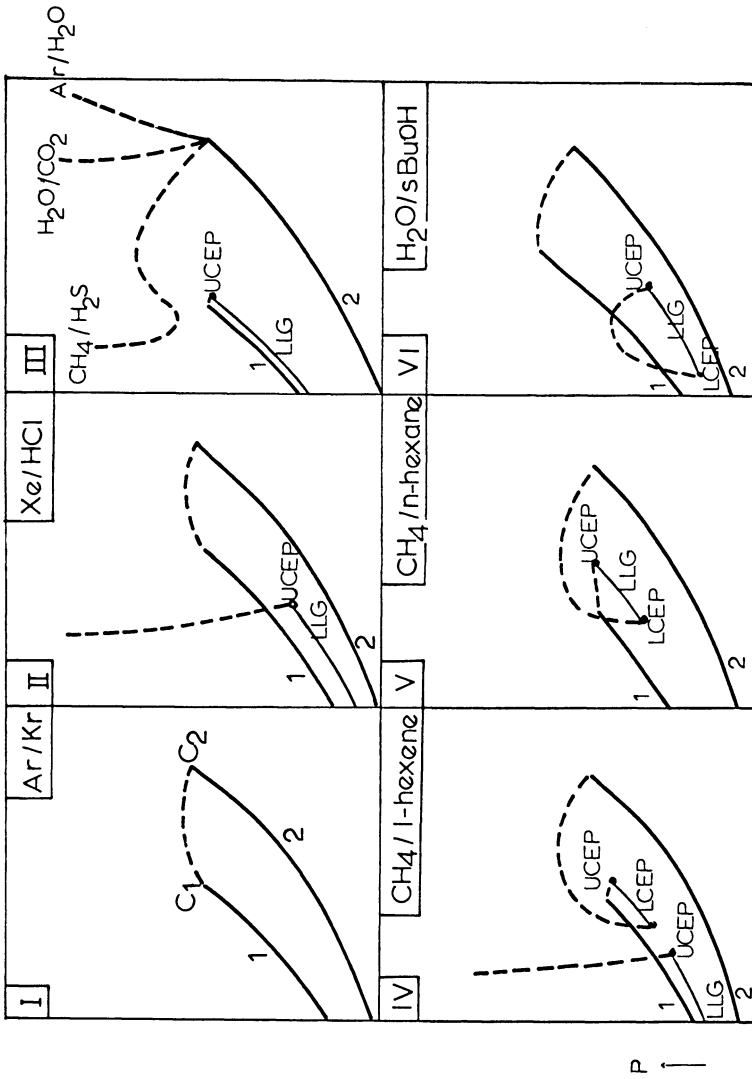 I
Ar/Kr
C1
C2
1
2
II
Xe/HCl
UCEP
LLG
1
2
III
CH4/H2S
H2O/CO2
Ar/H2O
UCEP
LLG
1
2
IV
CH4/1-hexene
UCEP
LCEP
UCEP
1
LLG
2
V
CH4/n-hexane
UCEP
LLG
LCEP
1
2
VI
H2O/sBuOH
UCEP
LLG
LCEP
1
2
P